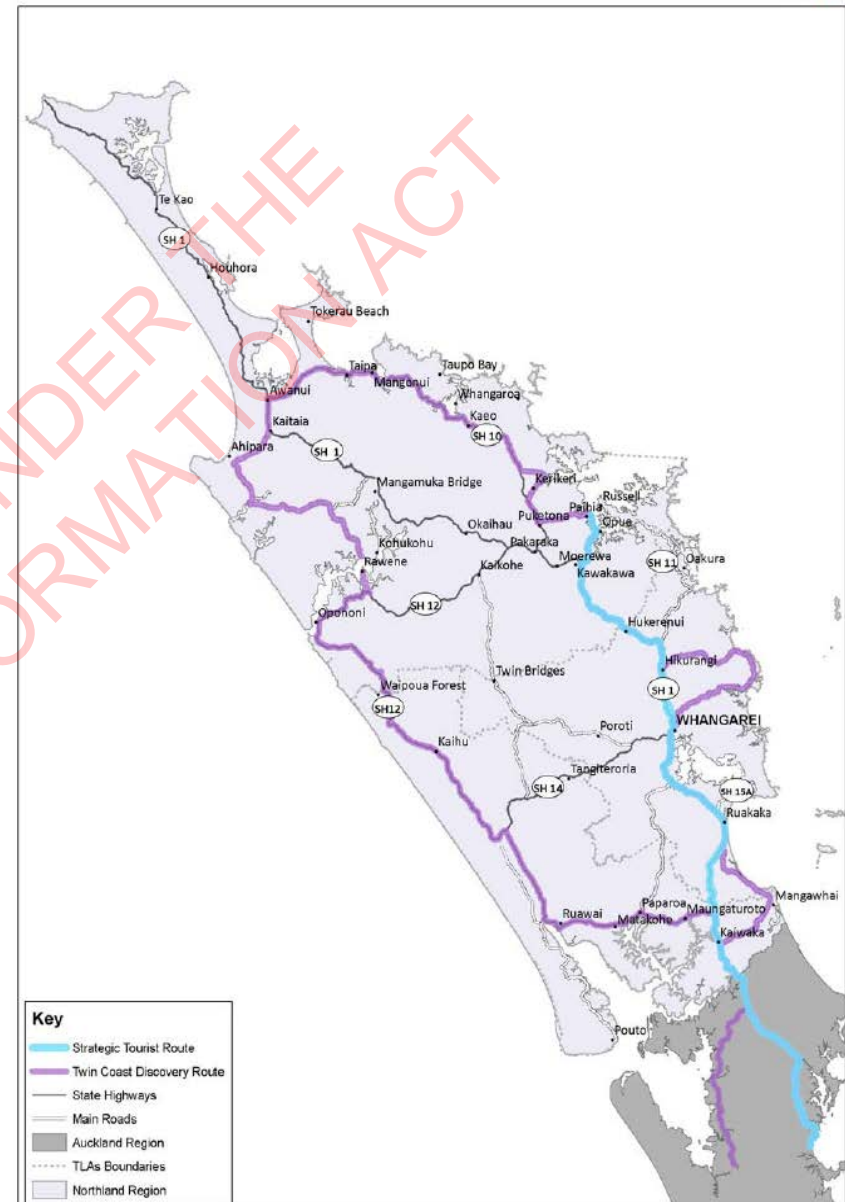 Te Kao
SH 1
Houhora
Tokerau Beach
Taipa
Taupo Bay
Mangonui
Whangaroa
Awanui
Kaeo
Kaitaia
SH 10
Ahipara
SH 1
Kerikeri
Mangamuka Bridge
Russell
Paihia
Puketona
Opua
Okaihau
Kohukohu
Pakaraka
Moerewa
SH 11
Oakura
Rawene
Kaikohe
Kawakawa
SH 12
Opononi
Hukerenui
Hikurangi
Twin Bridges
SH 1
Waipoua Forest
SH12
WHANGAREI
Poroti
Kaihu
Tangiteroria
SH 14
SH 15A
Ruakaka
Mangawhai
Paparoa
Maungaturoto
Ruawai
Matakohe
Kaiwaka
Pouto
UNDER THE
FORMATION ACT
Key
Strategic Tourist Route
Twin Coast Discovery Route
State Highways
Main Roads
Auckland Region
TLAs Boundaries
Northland Region